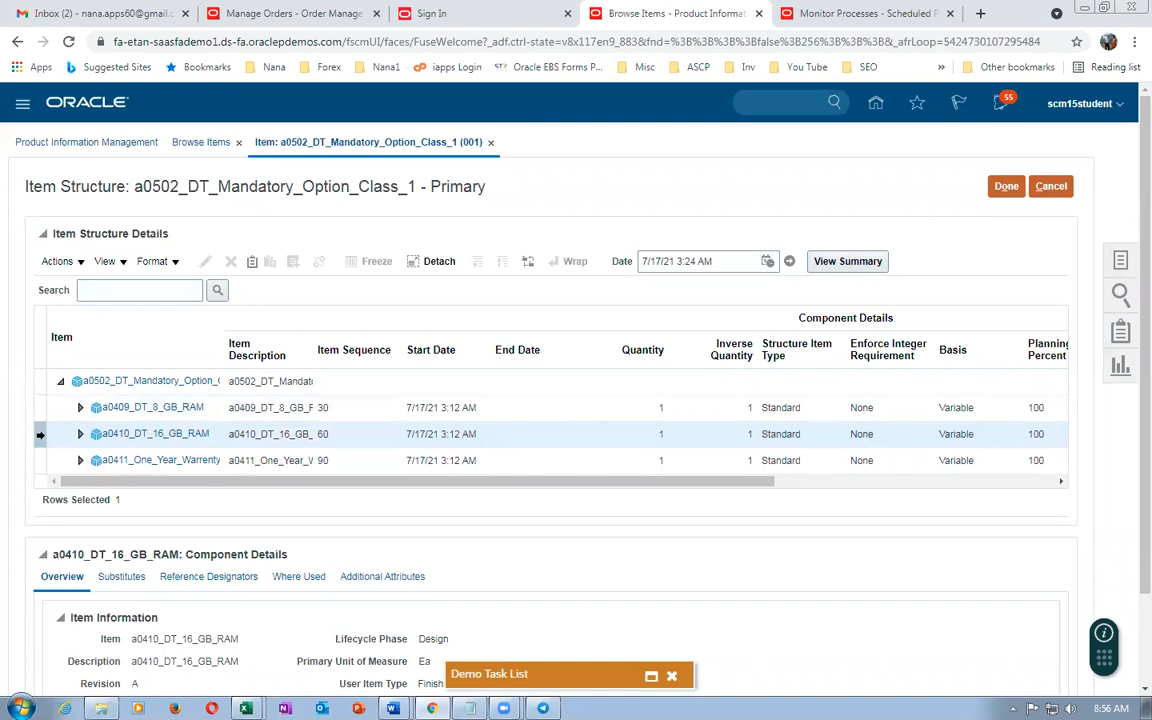 Inbox (2) - nana.apps60@gmail.c
Manage Orders - Order Manage
Sign In
Browse Items - Product Informat
Monitor Processes - Scheduled P
fa-etan-saasfademo1.ds-fa.oraclepdemos.com/fscmUI/faces/FuseWelcome?_adf.ctrl-state=v8x117en9_883&fnd=%3B%3B%3B%3Bfalse%3B256%3B%3B%3B&_afrLoop=5424730107295484
Apps Suggested Sites Bookmarks Nana Forex Nana1 iapps Login Oracle EBS Forms P... Misc ASCP Inv You Tube SEO » Other bookmarks Reading list
ORACLE 55 scm15student
Product Information Management Browse Items Item: a0502_DT_Mandatory_Option_Class_1 (001)
Item Structure: a0502_DT_Mandatory_Option_Class_1 - Primary Done Cancel
Item Structure Details
Actions View Format Freeze Detach Wrap Date 7/17/21 3:24 AM View Summary
Search
Component Details
Item Item Description Item Sequence Start Date End Date Quantity Inverse Quantity Structure Item Type Enforce Integer Requirement Basis Planning Percent
a0502_DT_Mandatory_Option_( a0502_DT_Mandat
a0409_DT_8_GB_RAM a0409_DT_8_GB_F 30 7/17/21 3:12 AM 1 1 Standard None Variable 100
a0410_DT_16_GB_RAM a0410_DT_16_GB_ 60 7/17/21 3:12 AM 1 1 Standard None Variable 100
a0411_One_Year_Warrenty a0411_One_Year_V 90 7/17/21 3:12 AM 1 1 Standard None Variable 100
Rows Selected 1
a0410_DT_16_GB_RAM: Component Details
Overview Substitutes Reference Designators Where Used Additional Attributes
Item Information
Item a0410_DT_16_GB_RAM Lifecycle Phase Design
Description a0410_DT_16_GB_RAM Primary Unit of Measure Ea
Revision A User Item Type Finish
Demo Task List
8:56 AM